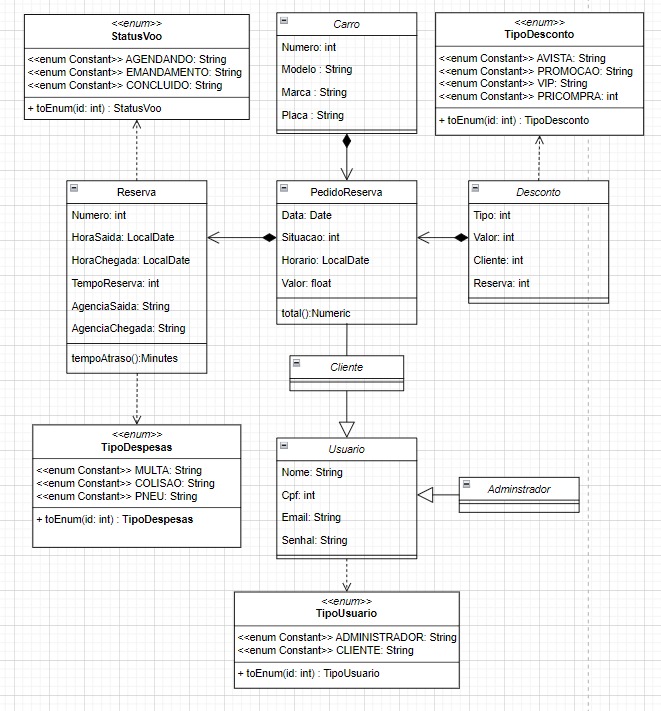 <<enum>>
StatusVoo
<<enum Constant>> AGENDANDO: String
<<enum Constant>> EMANDAMENTO: String
<<enum Constant>> CONCLUIDO: String
+ toEnum(id: int) : StatusVoo
Carro
Numero: int
Modelo : String
Marca : String
Placa : String
<<enum>>
TipoDesconto
<<enum Constant>> AVISTA: String
<<enum Constant>> PROMOCAO: String
<<enum Constant>> VIP: String
<<enum Constant>> PRICOMPRA: int
+ toEnum(id: int) : TipoDesconto
Reserva
Numero: int
HoraSaida: LocalDate
HoraChegada: LocalDate
TempoReserva: int
AgenciaSaida: String
AgenciaChegada: String
tempoAtraso():Minutes
PedidoReserva
Data: Date
Situacao: int
Horario: LocalDate
Valor: float
total():Numeric
Desconto
Tipo: int
Valor: int
Cliente: int
Reserva: int
Cliente
<<enum>>
TipoDespesas
<<enum Constant>> MULTA: String
<<enum Constant>> COLISAO: String
<<enum Constant>> PNEU: String
+ toEnum(id: int) : TipoDespesas
Usuario
Nome: String
Cpf: int
Email: String
Senhal: String
Adminstrador
<<enum>>
TipoUsuario
<<enum Constant>> ADMINISTRADOR: String
<<enum Constant>> CLIENTE: String
+ toEnum(id: int) : TipoUsuario